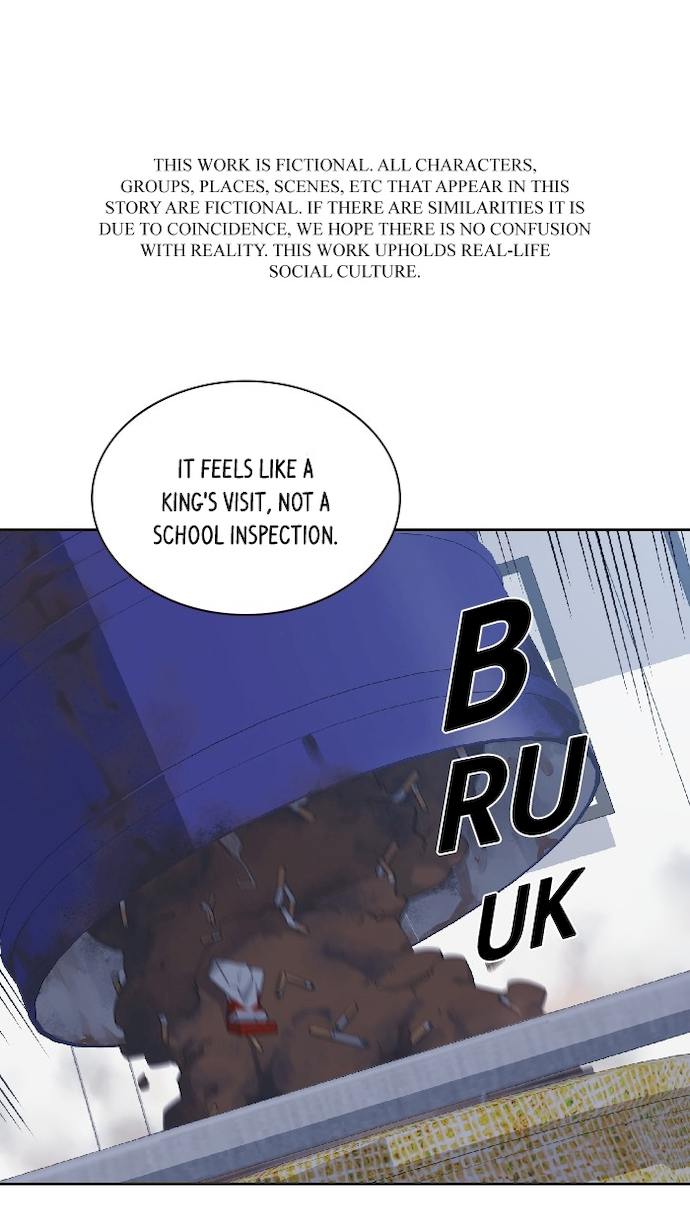 THIS WORK IS FICTIONAL. ALL CHARACTERS,
GROUPS, PLACES, SCENES, ETC THAT APPEAR IN THIS
STORY ARE FICTIONAL. IF THERE ARE SIMILARITIES IT IS
DUE TO COINCIDENCE, WE HOPE THERE IS NO CONFUSION
WITH REALITY. THIS WORK UPHOLDS REAL-LIFE
SOCIAL CULTURE.
IT FEELS LIKE A
KING'S VISIT, NOT A
SCHOOL INSPECTION.
B
RU
UK